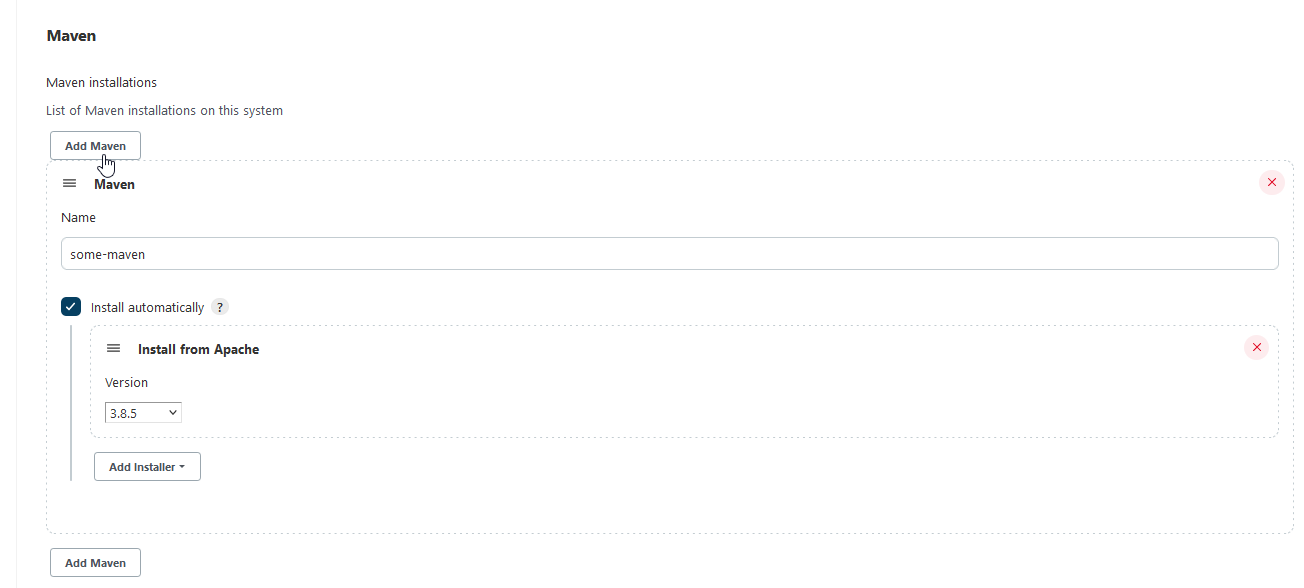 Maven
Maven installations
List of Maven installations on this system
Add Maven
Maven
Name
some-maven
Install automatically ?
Install from Apache
Version
3.8.5
Add Installer
Add Maven